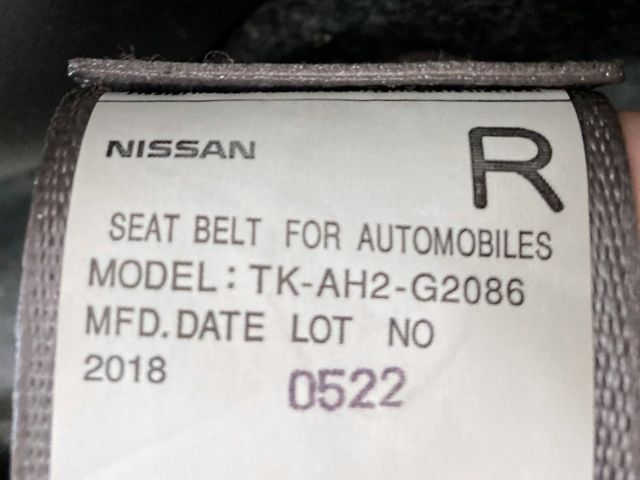 NISSAN R
SEAT BELT FOR AUTOMOBILES
MODEL: TK-AH2-G2086
MFD.DATE LOT NO
2018 0522